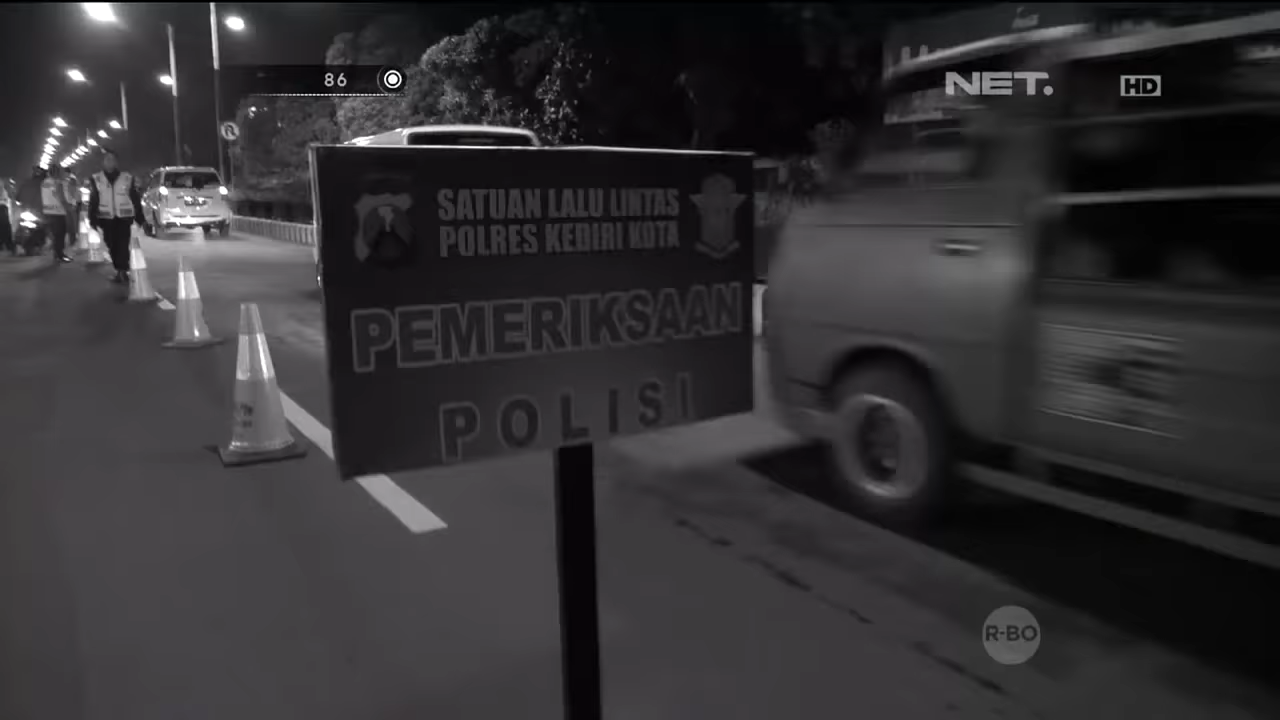 86
NET.
HD
SATUAN LALU LINTAS
POLRES KEDIRI KOTA
PEMERIKSAAN
POLISI
R-BO